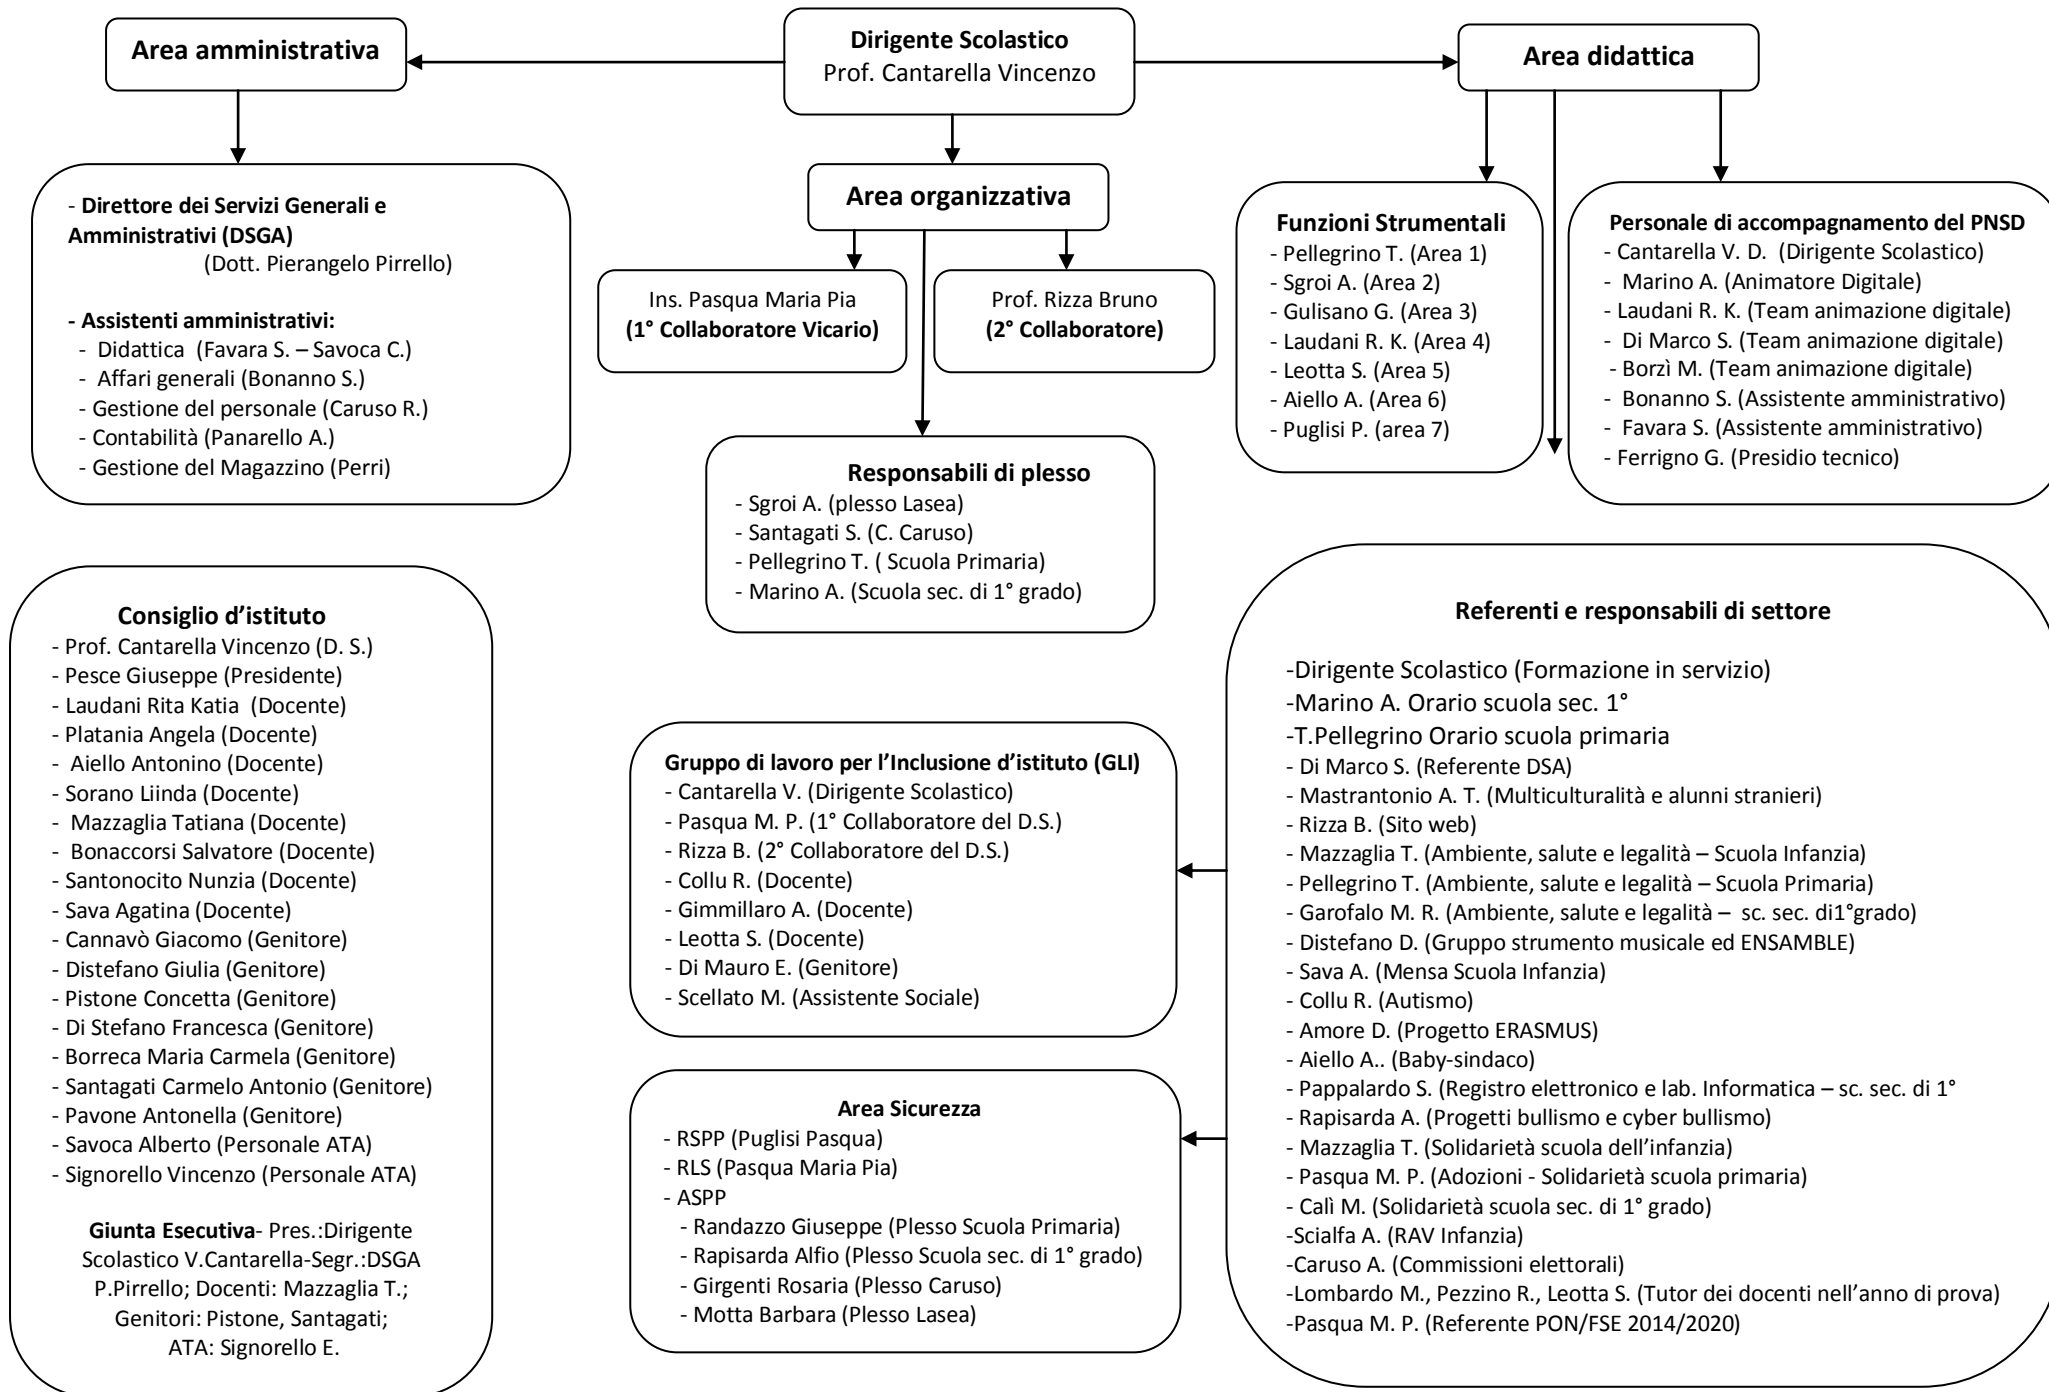 Area amministrativa
Dirigente Scolastico
Prof. Cantarella Vincenzo
Area didattica
- Direttore dei Servizi Generali e
Amministrativi (DSGA)
(Dott. Pierangelo Pirrello)
- Assistenti amministrativi:
- Didattica (Favara S. – Savoca C.)
- Affari generali (Bonanno S.)
- Gestione del personale (Caruso R.)
- Contabilità (Panarello A.)
- Gestione del Magazzino (Perri)
Area organizzativa
Ins. Pasqua Maria Pia
(1° Collaboratore Vicario)
Prof. Rizza Bruno
(2° Collaboratore)
Funzioni Strumentali
- Pellegrino T. (Area 1)
- Sgroi A. (Area 2)
- Gulisano G. (Area 3)
- Laudani R. K. (Area 4)
- Leotta S. (Area 5)
- Aiello A. (Area 6)
- Puglisi P. (area 7)
Personale di accompagnamento del PNSD
- Cantarella V. D. (Dirigente Scolastico)
- Marino A. (Animatore Digitale)
- Laudani R. K. (Team animazione digitale)
- Di Marco S. (Team animazione digitale)
- Borzì M. (Team animazione digitale)
- Bonanno S. (Assistente amministrativo)
- Favara S. (Assistente amministrativo)
- Ferrigno G. (Presidio tecnico)
Responsabili di plesso
- Sgroi A. (plesso Lasea)
- Santagati S. (C. Caruso)
- Pellegrino T. ( Scuola Primaria)
- Marino A. (Scuola sec. di 1° grado)
Consiglio d’istituto
- Prof. Cantarella Vincenzo (D. S.)
- Pesce Giuseppe (Presidente)
- Laudani Rita Katia (Docente)
- Platania Angela (Docente)
- Aiello Antonino (Docente)
- Sorano Liinda (Docente)
- Mazzaglia Tatiana (Docente)
- Bonaccorsi Salvatore (Docente)
- Santonocito Nunzia (Docente)
- Sava Agatina (Docente)
- Cannavò Giacomo (Genitore)
- Distefano Giulia (Genitore)
- Pistone Concetta (Genitore)
- Di Stefano Francesca (Genitore)
- Borreca Maria Carmela (Genitore)
- Santagati Carmelo Antonio (Genitore)
- Pavone Antonella (Genitore)
- Savoca Alberto (Personale ATA)
- Signorello Vincenzo (Personale ATA)
Giunta Esecutiva- Pres.:Dirigente
Scolastico V.Cantarella-Segr.:DSGA
P.Pirrello; Docenti: Mazzaglia T.;
Genitori: Pistone, Santagati;
ATA: Signorello E.
Gruppo di lavoro per l’Inclusione d’istituto (GLI)
- Cantarella V. (Dirigente Scolastico)
- Pasqua M. P. (1° Collaboratore del D.S.)
- Rizza B. (2° Collaboratore del D.S.)
- Collu R. (Docente)
- Gimmillaro A. (Docente)
- Leotta S. (Docente)
- Di Mauro E. (Genitore)
- Scellato M. (Assistente Sociale)
Area Sicurezza
- RSPP (Puglisi Pasqua)
- RLS (Pasqua Maria Pia)
- ASPP
- Randazzo Giuseppe (Plesso Scuola Primaria)
- Rapisarda Alfio (Plesso Scuola sec. di 1° grado)
- Girgenti Rosaria (Plesso Caruso)
- Motta Barbara (Plesso Lasea)
Referenti e responsabili di settore
-Dirigente Scolastico (Formazione in servizio)
-Marino A. Orario scuola sec. 1°
-T.Pellegrino Orario scuola primaria
- Di Marco S. (Referente DSA)
- Mastrantonio A. T. (Multiculturalità e alunni stranieri)
- Rizza B. (Sito web)
- Mazzaglia T. (Ambiente, salute e legalità – Scuola Infanzia)
- Pellegrino T. (Ambiente, salute e legalità – Scuola Primaria)
- Garofalo M. R. (Ambiente, salute e legalità – sc. sec. di1°grado)
- Distefano D. (Gruppo strumento musicale ed ENSAMBLE)
- Sava A. (Mensa Scuola Infanzia)
- Collu R. (Autismo)
- Amore D. (Progetto ERASMUS)
- Aiello A.. (Baby-sindaco)
- Pappalardo S. (Registro elettronico e lab. Informatica – sc. sec. di 1°
- Rapisarda A. (Progetti bullismo e cyber bullismo)
- Mazzaglia T. (Solidarietà scuola dell’infanzia)
- Pasqua M. P. (Adozioni - Solidarietà scuola primaria)
- Calì M. (Solidarietà scuola sec. di 1° grado)
-Scialfa A. (RAV Infanzia)
-Caruso A. (Commissioni elettorali)
-Lombardo M., Pezzino R., Leotta S. (Tutor dei docenti nell’anno di prova)
-Pasqua M. P. (Referente PON/FSE 2014/2020)